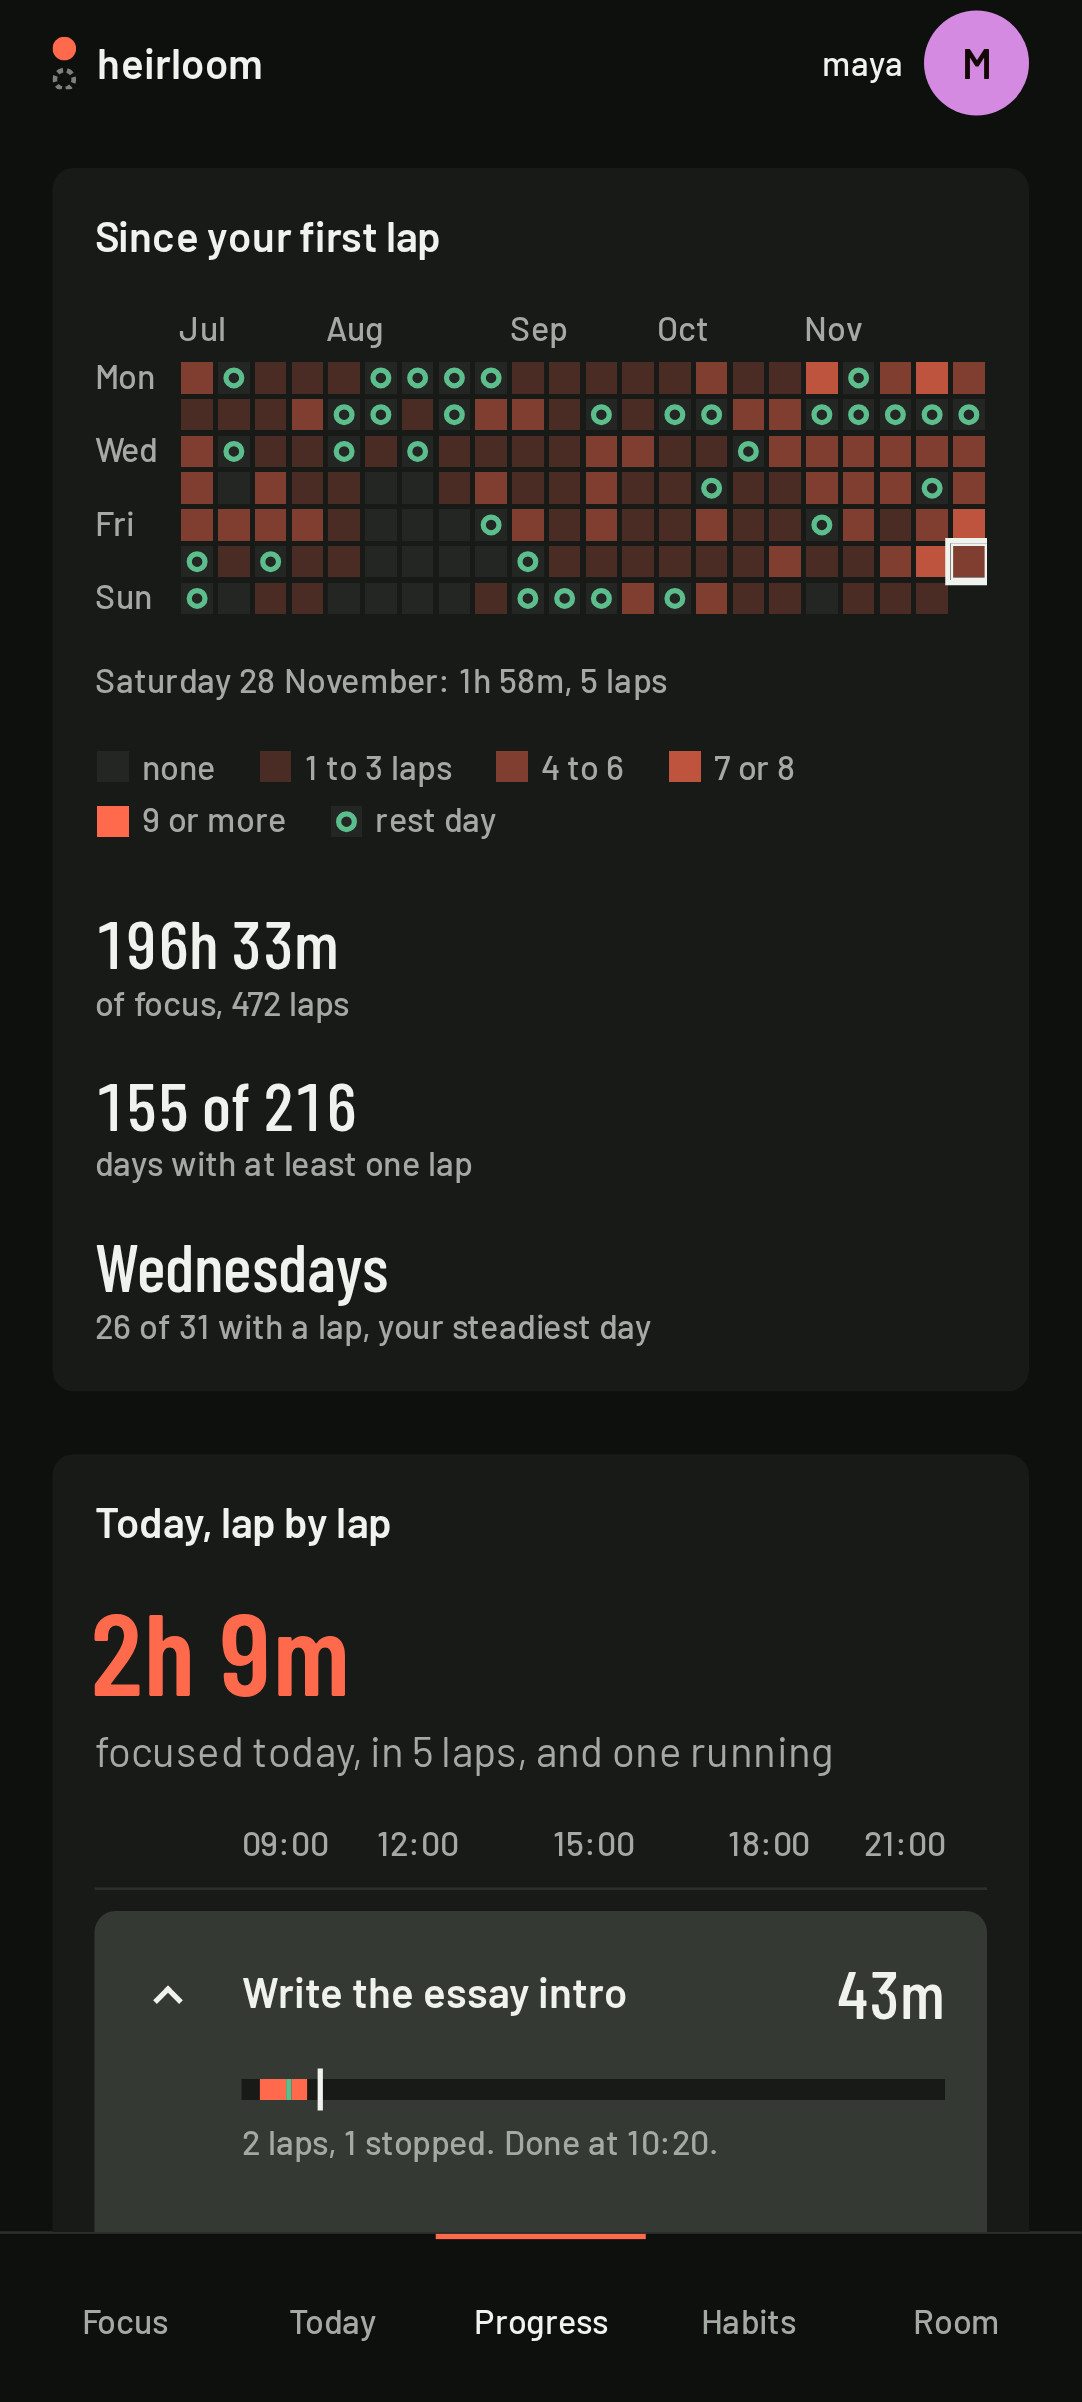 heirloom
maya
M
Since your first lap
Jul Aug Sep Oct Nov
Mon
Wed
Fri
Sun
Saturday 28 November: 1h 58m, 5 laps
none 1 to 3 laps 4 to 6 7 or 8
9 or more rest day
196h 33m
of focus, 472 laps
155 of 216
days with at least one lap
Wednesdays
26 of 31 with a lap, your steadiest day
Today, lap by lap
2h 9m
focused today, in 5 laps, and one running
09:00 12:00 15:00 18:00 21:00
Write the essay intro 43m
2 laps, 1 stopped. Done at 10:20.
Focus Today Progress Habits Room